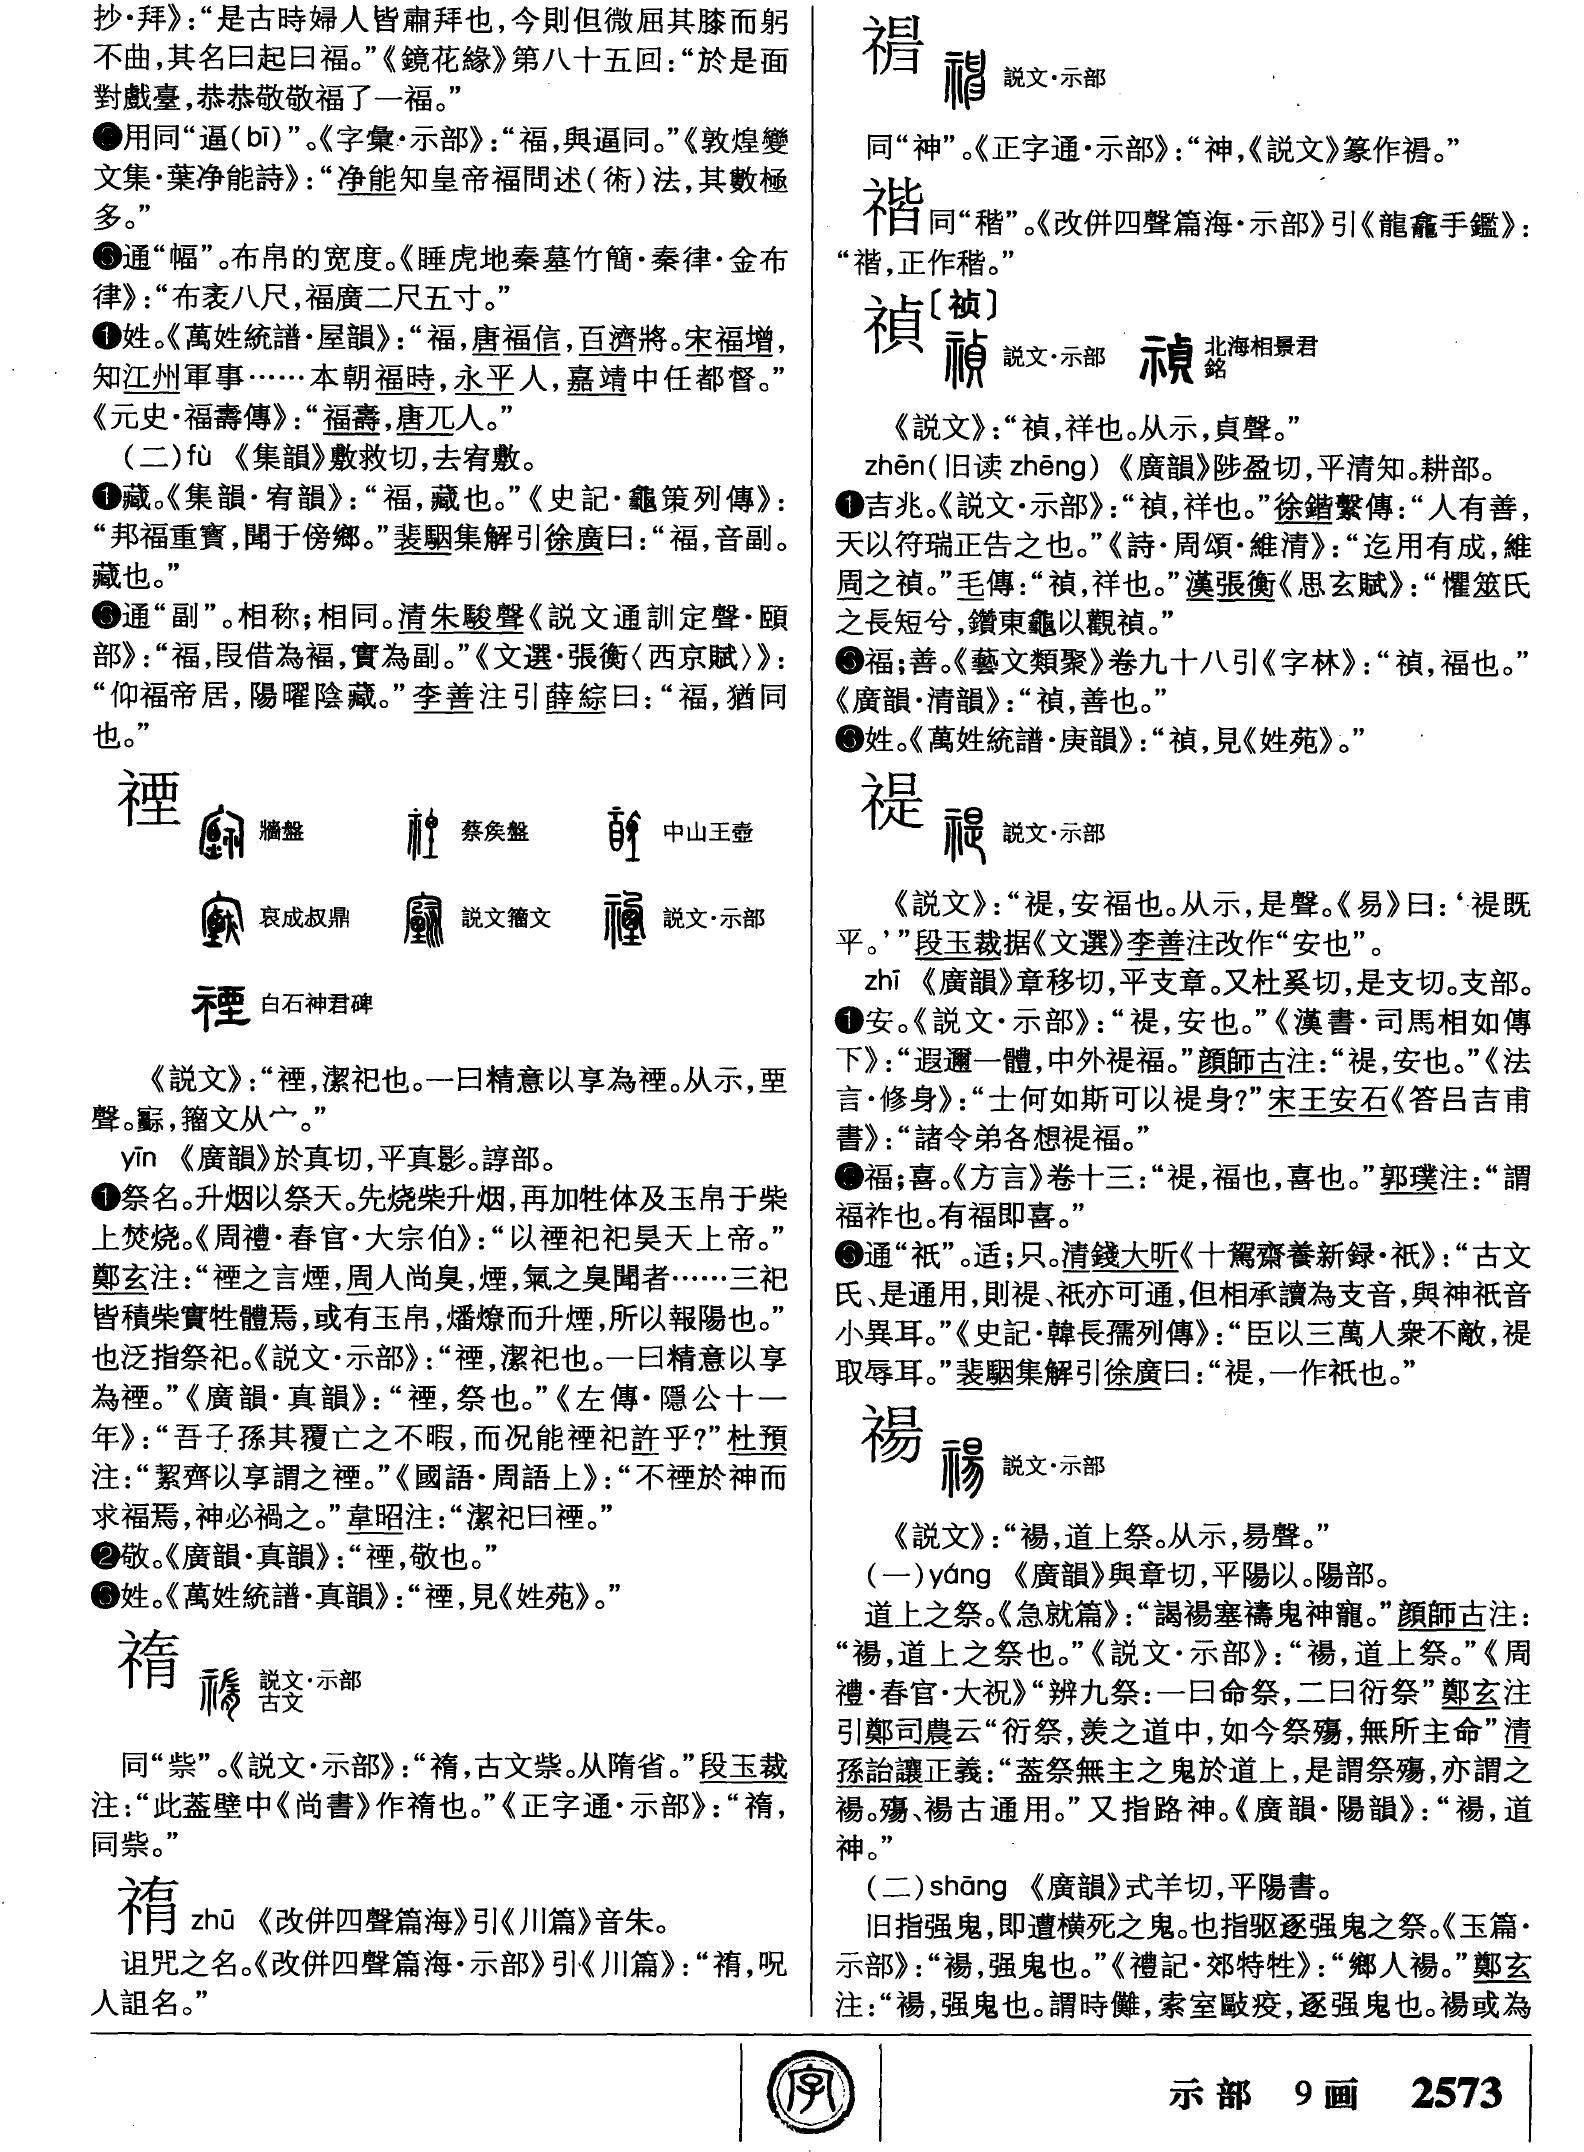 抄·拜》：“是古時婦人皆肅拜也，今則但微屈其膝而躬
不曲，其名曰起曰福。”《鏡花緣》第八十五回：“於是面
對戲臺，恭恭敬敬福了一福。”
用同“逼(bī)”。《字彙·示部》：“福，與逼同。”《敦煌變
文集·葉净能詩》：“净能知皇帝福問述(術)法，其數極
多。”
通“幅”。布帛的宽度。《睡虎地秦墓竹簡·秦律·金布
律》：“布袤八尺，福廣二尺五寸。”
姓。《萬姓統譜·屋韻》：“福，唐福信，百濟將。宋福增，
知江州軍事……本朝福時，永平人，嘉靖中任都督。”
《元史·福壽傳》：“福壽，唐兀人。”
(二)fù 《集韻》敷救切，去宥敷。
❶藏。《集韻·宥韻》：“福，藏也。”《史記·龜策列傳》：
“邦福重寳，聞于傍鄉。”裴駰集解引徐廣曰：“福，音副。
藏也。”
通“副”。相称；相同。清朱駿聲《説文通訓定聲·頤
部》：“福，叚借為褔，實為副。”《文選·張衡〈西京賦〉》：
“仰福帝居，陽曜陰藏。”李善注引薛綜曰：“福，猶同
也。”
禋
牆盤 蔡矦盤 中山王壺
哀成叔鼎 説文籀文 説文·示部
白石神君碑
《説文》：“禋，潔祀也。一曰精意以享為禋。从示，垔
聲。，籀文从宀。”
yīn 《廣韻》於真切，平真影。諄部。
❶祭名。升烟以祭天。先烧柴升烟，再加牲体及玉帛于柴
上焚烧。《周禮·春官·大宗伯》：“以禋祀祀昊天上帝。”
鄭玄注：“禋之言煙，周人尚臭，煙，氣之臭聞者……三祀
皆積柴實牲體焉，或有玉帛，燔燎而升煙，所以報陽也。”
也泛指祭祀。《説文·示部》：“禋，潔祀也。一曰精意以享
為禋。”《廣韻·真韻》：“禋，祭也。”《左傳·隱公十一
年》：“吾子孫其覆亡之不暇，而况能禋祀許乎?”杜預
注：“絜齊以享謂之禋。”《國語·周語上》：“不禋於神而
求福焉，神必禍之。”韋昭注：“潔祀曰禋。”
❷敬。《廣韻·真韻》：“禋，敬也。”
❸姓。《萬姓統譜·真韻》：“禋，見《姓苑》。”
䄬
説文·示部
古文
同“祡”。《説文·示部》：“䄬，古文祡。从隋省。”段玉裁
注：“此葢壁中《尚書》作䄬也。”《正字通·示部》：“䄬，
同祡。”
zhū 《改併四聲篇海》引《川篇》音朱。
诅咒之名。《改併四聲篇海·示部》引《川篇》：“，呪
人詛名。”
説文·示部
同“神”。《正字通·示部》：“神，《説文》篆作。”
同“稭”。《改併四聲篇海·示部》引《龍龕手鑑》：
“，正作稭。”
禎〔祯〕
説文·示部 北海相景君
銘
《説文》：“禎，祥也。从示，貞聲。”
zhēn(旧读zhēng) 《廣韻》陟盈切，平清知。耕部。
❶吉兆。《説文·示部》：“禎，祥也。”徐鍇繫傳：“人有善，
天以符瑞正告之也。”《詩·周頌·維清》：“迄用有成，維
周之禎。”毛傳：“禎，祥也。”漢張衡《思玄賦》：“懼筮氏
之長短兮，鑽東龜以觀禎。”
福；善。《藝文類聚》卷九十八引《字林》：“禎，福也。”
《廣韻·清韻》：“禎，善也。”
❸姓。《萬姓統譜·庚韻》：“禎，見《姓苑》。”
禔
説文·示部
《説文》：“禔，安福也。从示，是聲。《易》曰：‘禔既
平。’”段玉裁据《文選》李善注改作“安也”。
zhī 《廣韻》章移切，平支章。又杜奚切，是支切。支部。
❶安。《説文·示部》：“禔，安也。”《漢書·司馬相如傳
下》：“遐邇一體，中外禔福。”顔師古注：“禔，安也。”《法
言·修身》：“士何如斯可以禔身?”宋王安石《答吕吉甫
書》：“諸令弟各想禔福。”
❷福；喜。《方言》卷十三：“禔，福也，喜也。”郭璞注：“謂
福祚也。有福即喜。”
❸通“衹”。适；只。清錢大昕《十駕齋養新録·衹》：“古文
氏、是通用，則禔、衹亦可通，但相承讀為支音，與神祇音
小異耳。”《史記·韓長孺列傳》：“臣以三萬人衆不敵，禔
取辱耳。”裴駰集解引徐廣曰：“禔，一作衹也。”
禓
説文·示部
《説文》：“禓，道上祭。从示，昜聲。”
(一)yáng 《廣韻》與章切，平陽以。陽部。
道上之祭。《急就篇》：“謁禓塞禱鬼神寵。”顔師古注：
“禓，道上之祭也。”《説文·示部》：“禓，道上祭。”《周
禮·春官·大祝》“辨九祭：一曰命祭，二曰衍祭”鄭玄注
引鄭司農云“衍祭，羨之道中，如今祭殤，無所主命”清
孫詒讓正義：“葢祭無主之鬼於道上，是謂祭殤，亦謂之
禓。殤、禓古通用。”又指路神。《廣韻·陽韻》：“禓，道
神。”
(二)shāng 《廣韻》式羊切，平陽書。
旧指强鬼，即遭横死之鬼。也指驱逐强鬼之祭。《玉篇·
示部》：“禓，强鬼也。”《禮記·郊特牲》：“鄉人禓。”鄭玄
注：“禓，强鬼也。謂時儺，索室敺疫，逐强鬼也。禓或為
字
示部 9画 2573